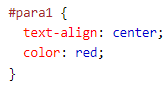 #para1 {
  text-align: center;
  color: red;
}